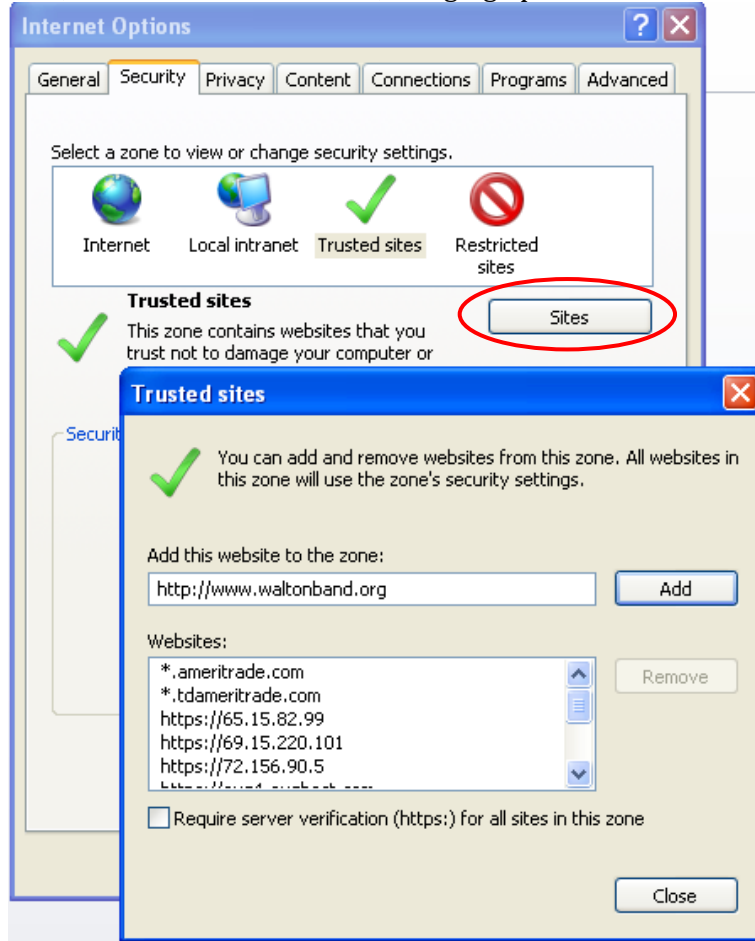 Internet Options
General Security Privacy Content Connections Programs Advanced
Select a zone to view or change security settings.
Internet Local intranet Trusted sites Restricted sites
Trusted sites
Sites
This zone contains websites that you
trust not to damage your computer or
Trusted sites
Securit
You can add and remove websites from this zone. All websites in
this zone will use the zone's security settings.
Add this website to the zone:
http://www.waltonband.org Add
Websites:
*.ameritrade.com
Remove
*.tdameritrade.com
https://65.15.82.99
https://69.15.220.101
https://72.156.90.5
Require server verification (https:) for all sites in this zone
Close